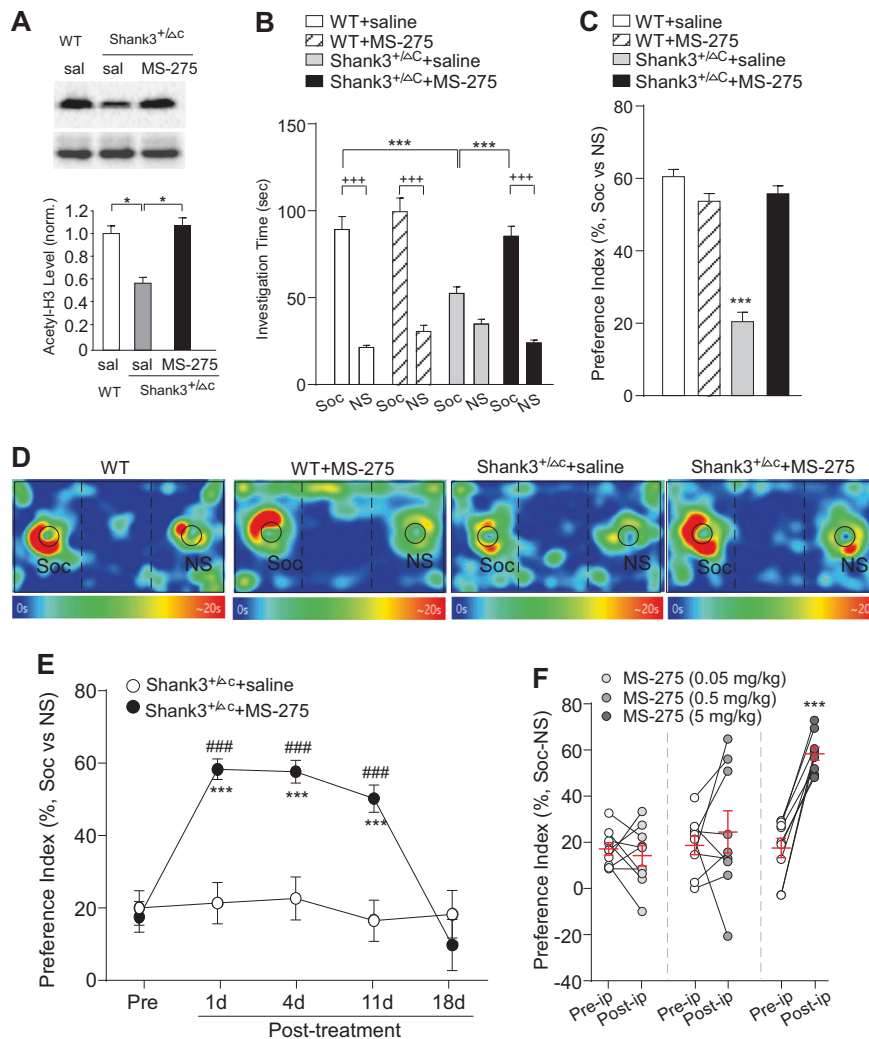 A
WT Shank3+/ΔC
sal sal MS-275
Acetyl-H3 Level (norm.)
1.2
1.0
0.8
0.6
0.4
0.2
0
* *
sal sal MS-275
WT Shank3+/ΔC
B
WT+saline
WT+MS-275
Shank3+/ΔC+saline
Shank3+/ΔC+MS-275
Investigation Time (sec)
150
100
50
0
*** ***
+++ +++ +++
Soc NS Soc NS Soc NS Soc NS
C
WT+saline
WT+MS-275
Shank3+/ΔC+saline
Shank3+/ΔC+MS-275
Preference Index (%, Soc vs NS)
80
60
40
20
0
***
D
WT WT+MS-275 Shank3+/ΔC+saline Shank3+/ΔC+MS-275
Soc NS Soc NS Soc NS Soc NS
0s ~20s 0s ~20s 0s ~20s 0s ~20s
E
Shank3+/ΔC+saline
Shank3+/ΔC+MS-275
Preference Index (%, Soc vs NS)
80
60
40
20
0
### ### ###
*** *** ***
Pre 1d 4d 11d 18d
Post-treatment
F
MS-275 (0.05 mg/kg)
MS-275 (0.5 mg/kg)
MS-275 (5 mg/kg)
Preference Index (%, Soc-NS)
80
60
40
20
0
-20
-40
***
Pre-ip Post-ip Pre-ip Post-ip Pre-ip Post-ip